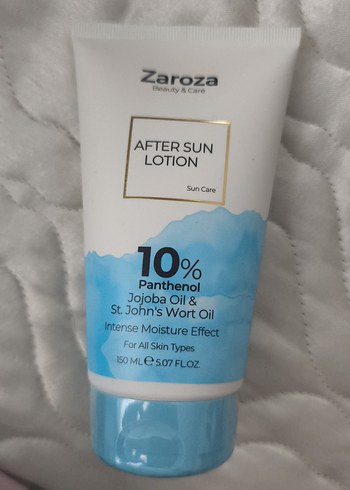 Zaroza
Beauty & Care
AFTER SUN
LOTION
Sun Care
10%
Panthenol
Jojoba Oil &
St. John's Wort Oil
Intense Moisture Effect
For All Skin Types
150 ML ℮ 5.07 FL.OZ